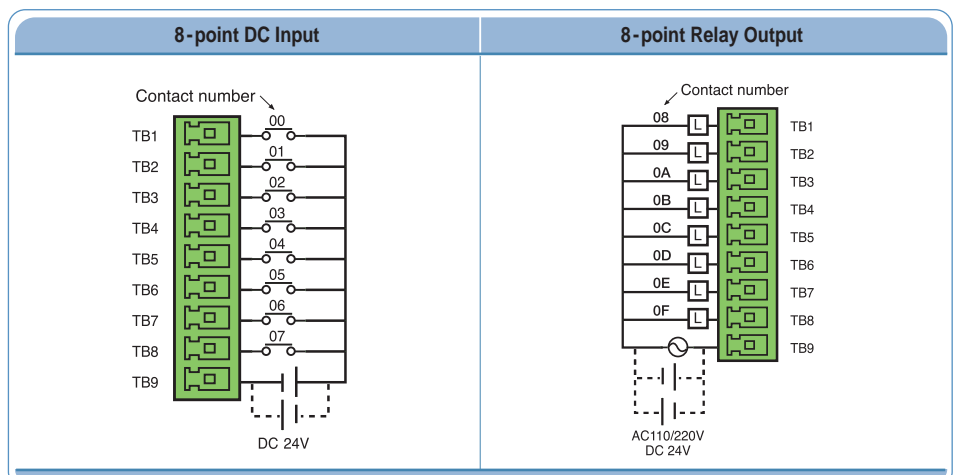 8-point DC Input
8-point Relay Output
Contact number
00
TB1
01
TB2
02
TB3
03
TB4
04
TB5
05
TB6
06
TB7
07
TB8
TB9
DC 24V
Contact number
08
L
TB1
09
L
TB2
0A
L
TB3
0B
L
TB4
0C
L
TB5
0D
L
TB6
0E
L
TB7
0F
L
TB8
TB9
AC110/220V
DC 24V